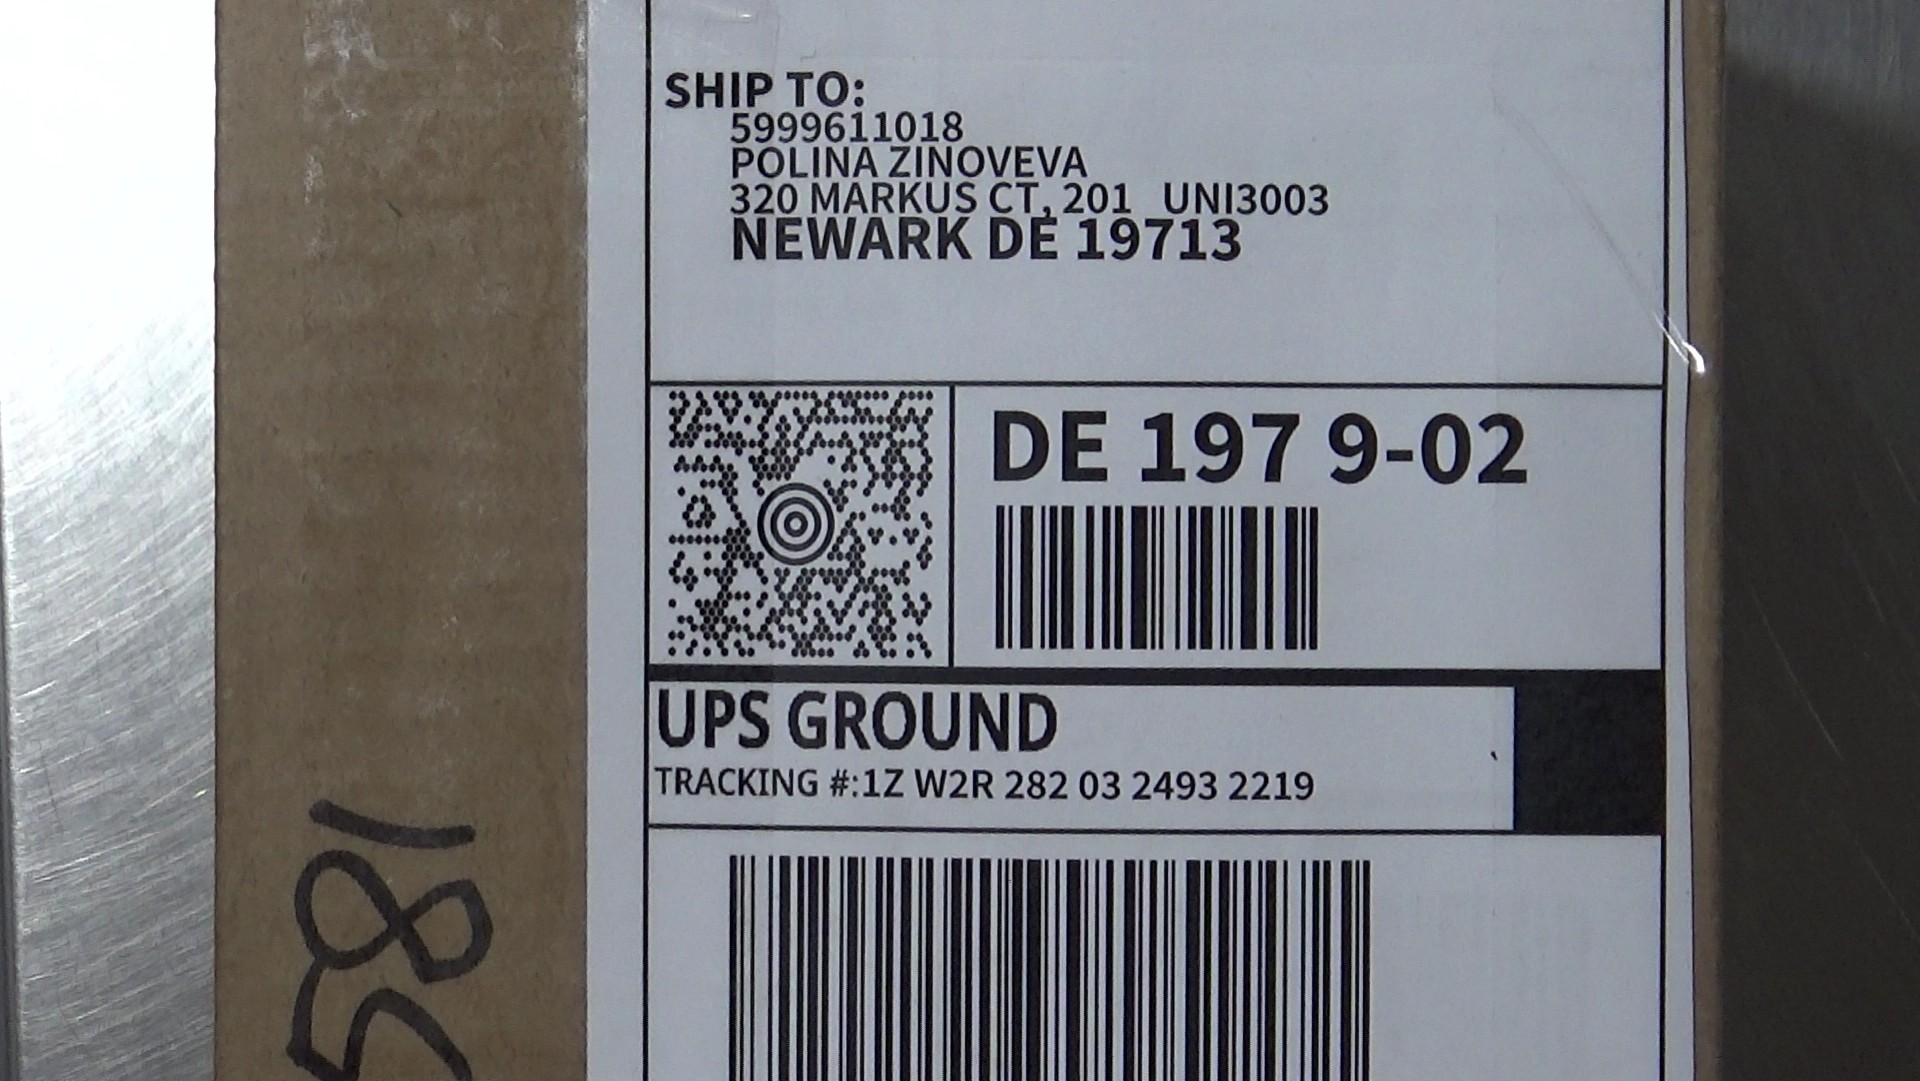 SHIP TO:
5999611018
POLINA ZINOVEVA
320 MARKUS CT, 201 UNI3003
NEWARK DE 19713
DE 197 9-02
UPS GROUND
TRACKING #:1Z W2R 282 03 2493 2219
581